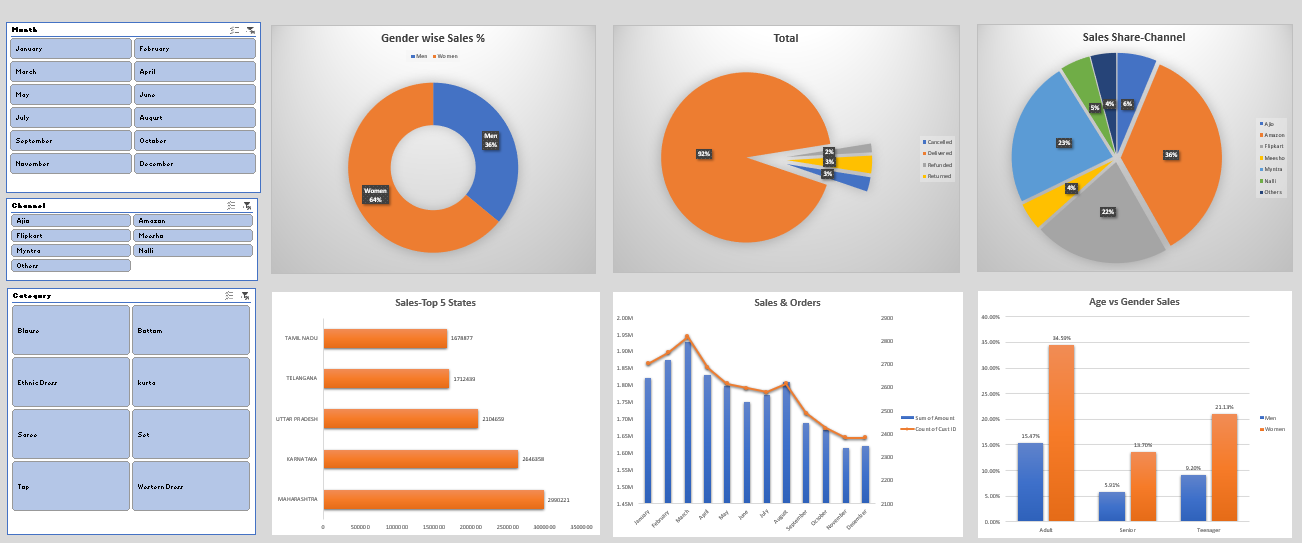 Month
January
February
March
April
May
June
July
August
September
October
November
December
Channel
Ajio
Amazon
Flipkart
Meesho
Myntra
Nalli
Others
Category
Blouse
Bottom
Ethnic Dress
kurta
Saree
Set
Top
Western Dress
Gender wise Sales %
Men
Women
Men
36%
Women
64%
Total
92%
2%
3%
3%
Cancelled
Delivered
Refunded
Returned
Sales Share-Channel
5%
4%
6%
23%
36%
4%
22%
Ajio
Amazon
Flipkart
Meesho
Myntra
Nalli
Others
Sales-Top 5 States
TAMIL NADU
1678877
TELANGANA
1712439
UTTAR PRADESH
2104659
KARNATAKA
2646358
MAHARASHTRA
2990221
0
500000
1000000
1500000
2000000
2500000
3000000
3500000
Sales & Orders
2.00M
1.95M
1.90M
1.85M
1.80M
1.75M
1.70M
1.65M
1.60M
1.55M
1.50M
1.45M
2900
2800
2700
2600
2500
2400
2300
2200
2100
January
February
March
April
May
June
July
August
September
October
November
December
Sum of Amount
Count of Cust ID
Age vs Gender Sales
40.00%
35.00%
30.00%
25.00%
20.00%
15.00%
10.00%
5.00%
0.00%
15.47%
34.59%
5.91%
13.70%
9.20%
21.13%
Adult
Senior
Teenager
Men
Women